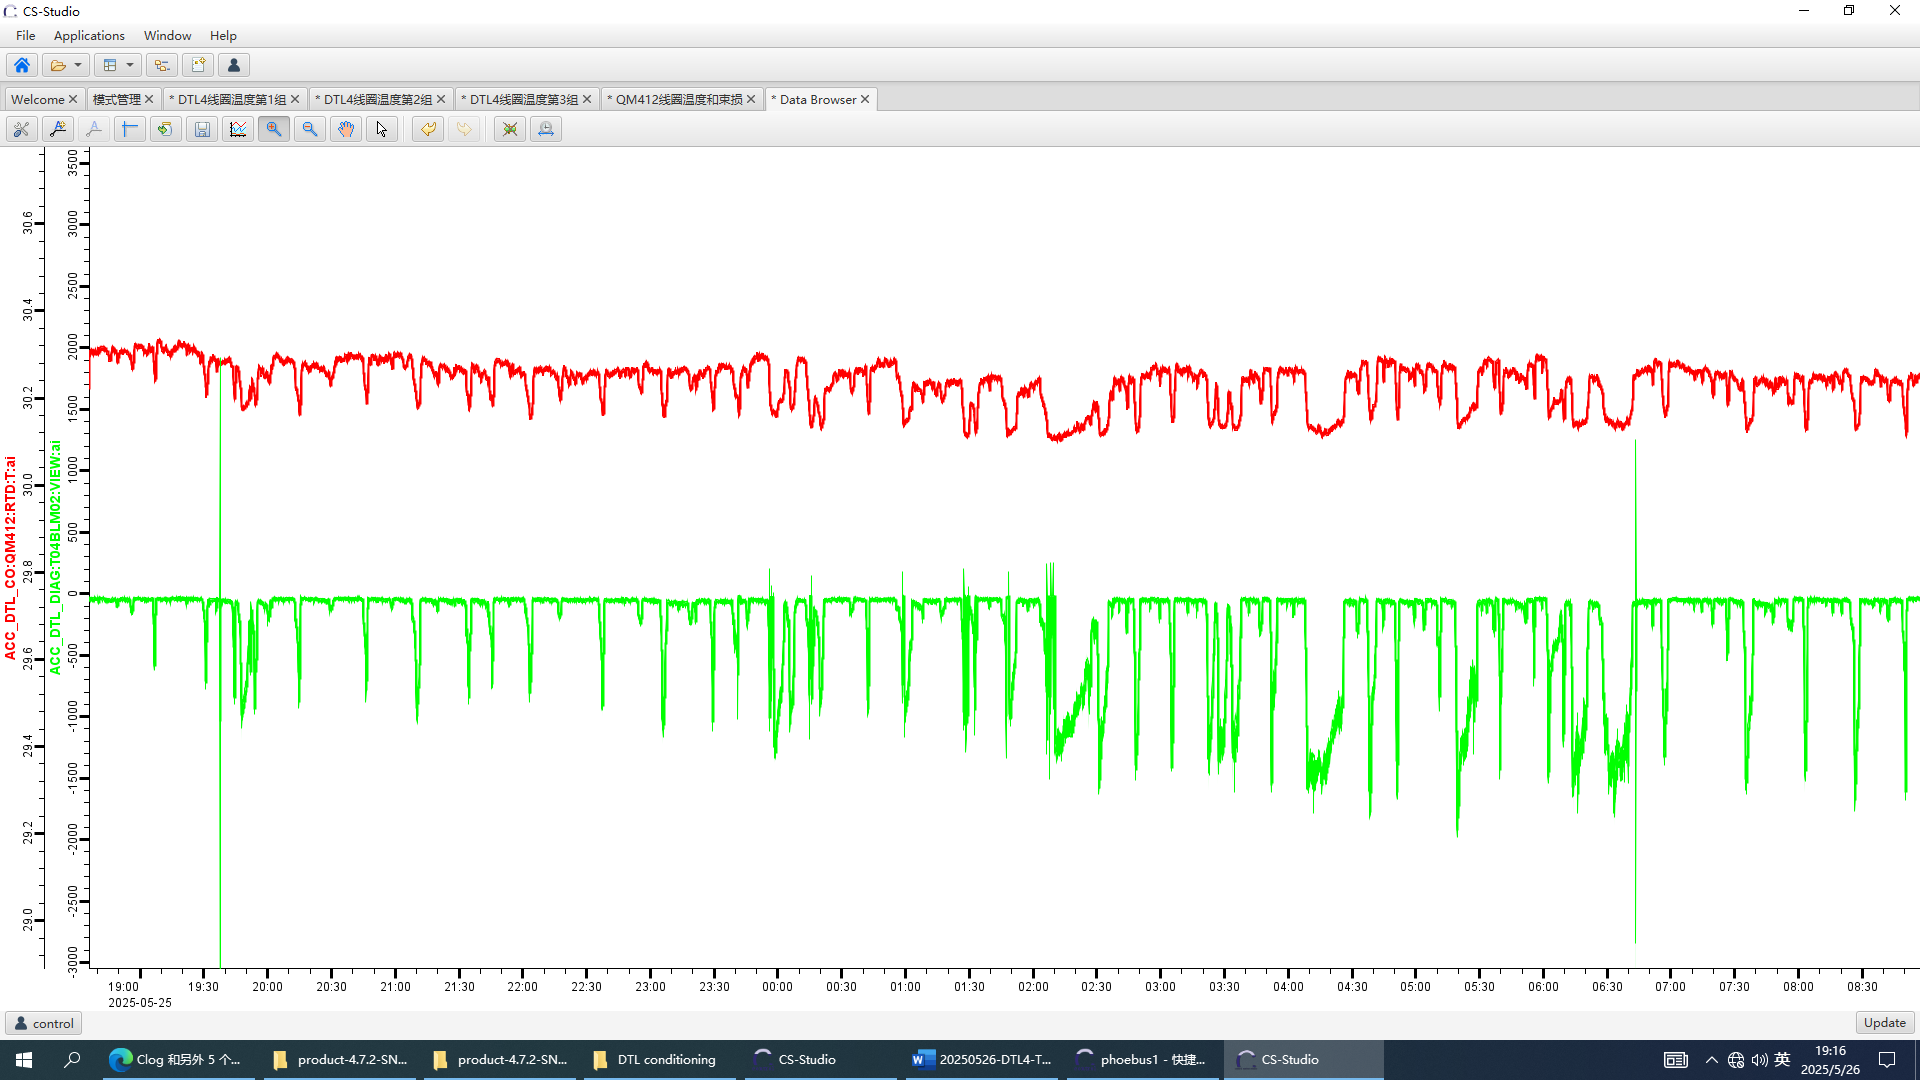 CS-Studio
File Applications Window Help
Welcome
模式管理
* DTL4线圈温度第1组
* DTL4线圈温度第2组
* DTL4线圈温度第3组
* QM412线圈温度和束损
* Data Browser
ACC_DTL_CO:QM412:RTD:T:ai
30.6
30.4
30.2
30.0
29.8
29.6
29.4
29.2
29.0
ACC_DTL_DIAG:T04BLM02:VIEW:ai
3500
3000
2500
2000
1500
1000
500
0
-500
-1000
-1500
-2000
-2500
-3000
19:00 19:30 20:00 20:30 21:00 21:30 22:00 22:30 23:00 23:30 00:00 00:30 01:00 01:30 02:00 02:30 03:00 03:30 04:00 04:30 05:00 05:30 06:00 06:30 07:00 07:30 08:00 08:30
2025-05-25
control
Update
Clog 和另外 5 个...
product-4.7.2-SN...
product-4.7.2-SN...
DTL conditioning
CS-Studio
20250526-DTL4-T...
phoebus1 - 快捷...
CS-Studio
英
19:16
2025/5/26